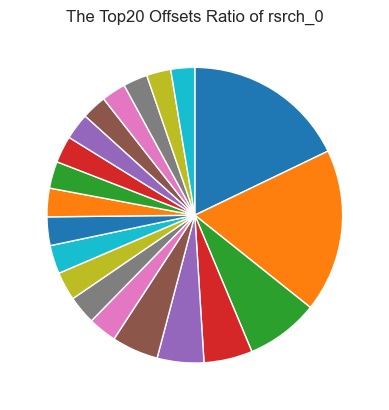 The Top20 Offsets Ratio of rsrch_0